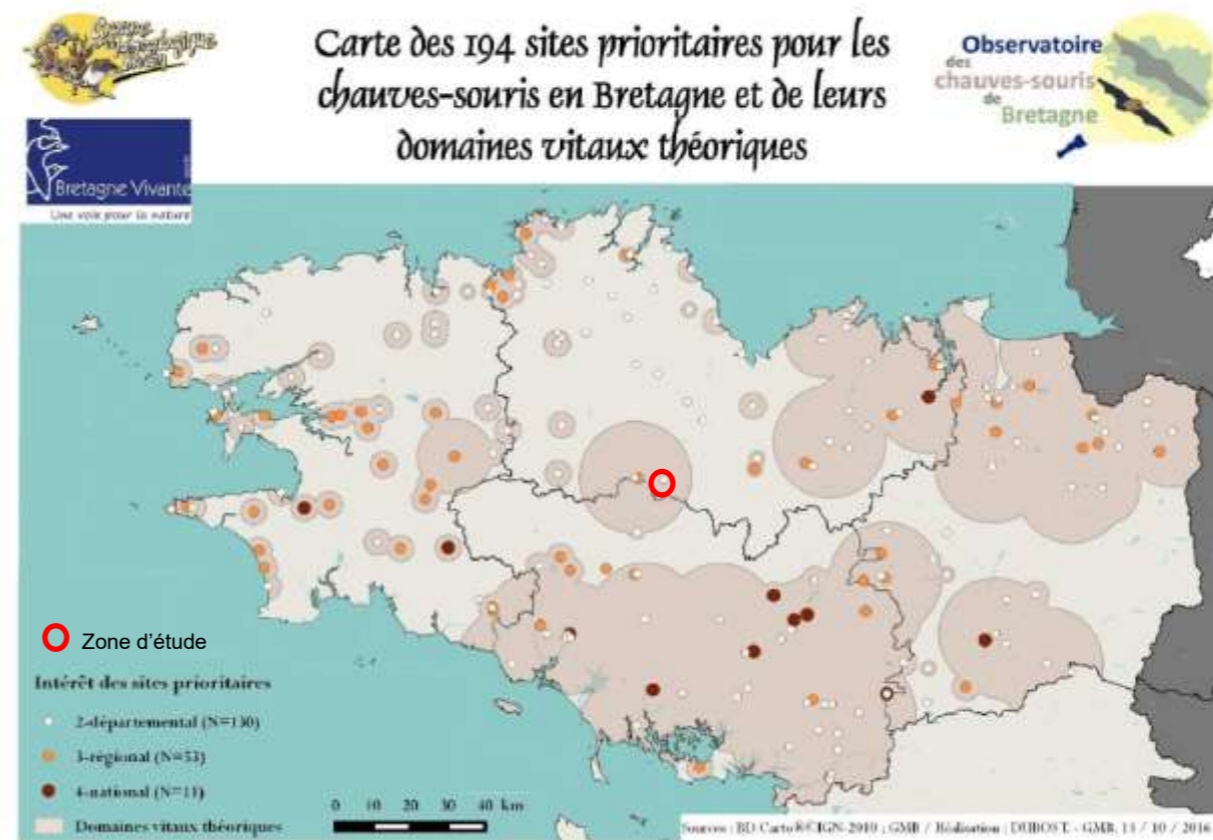 Carte des 194 sites prioritaires pour les
chauves-souris en Bretagne et de leurs
domaines vitaux théoriques
Observatoire
des
chauves-souris
de
Bretagne
Bretagne Vivante
Une voix pour la nature
Zone d'étude
Intérêt des sites prioritaires
2-départemental (N=130)
3-régional (N=53)
4-national (N=11)
Domaines vitaux théoriques
0 10 20 30 40 km
Sources : BD Carto®©IGN-2010 ; GMB / Réalisation : DUBOST T. - GMB, 11 / 10 / 2016